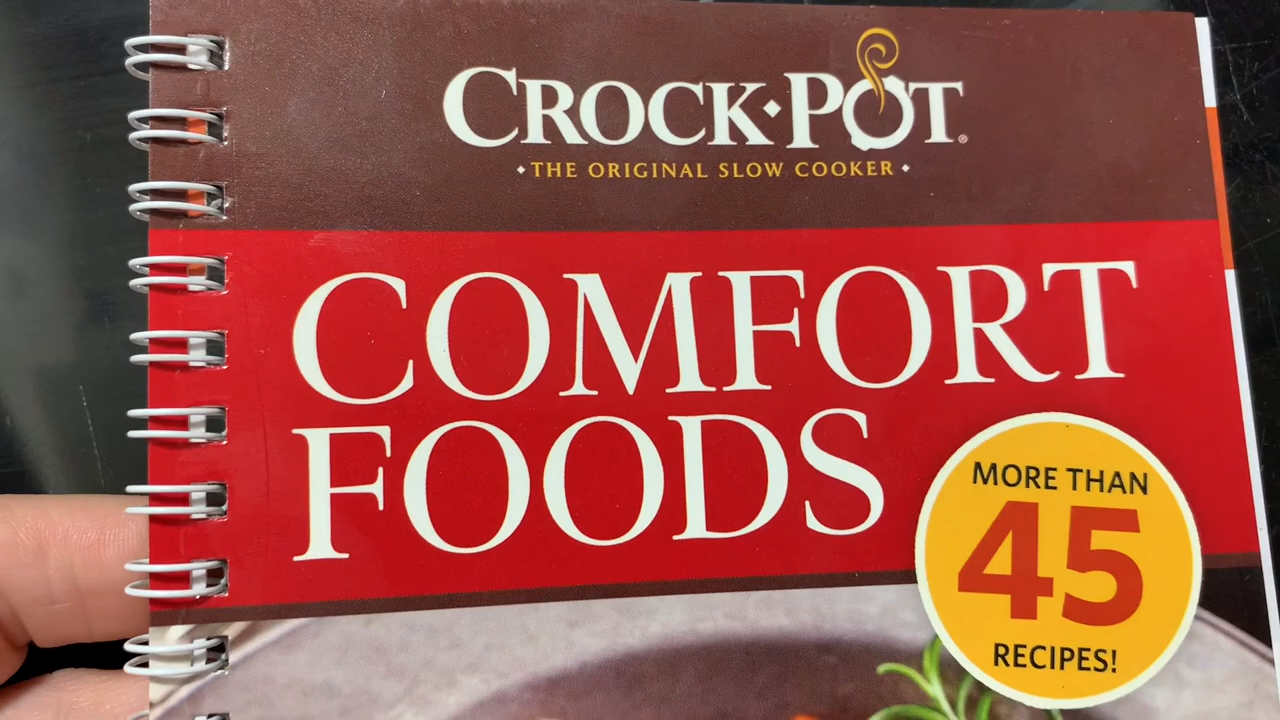 CROCK•POT®
•THE ORIGINAL SLOW COOKER•
COMFORT
FOODS
MORE THAN
45
RECIPES!